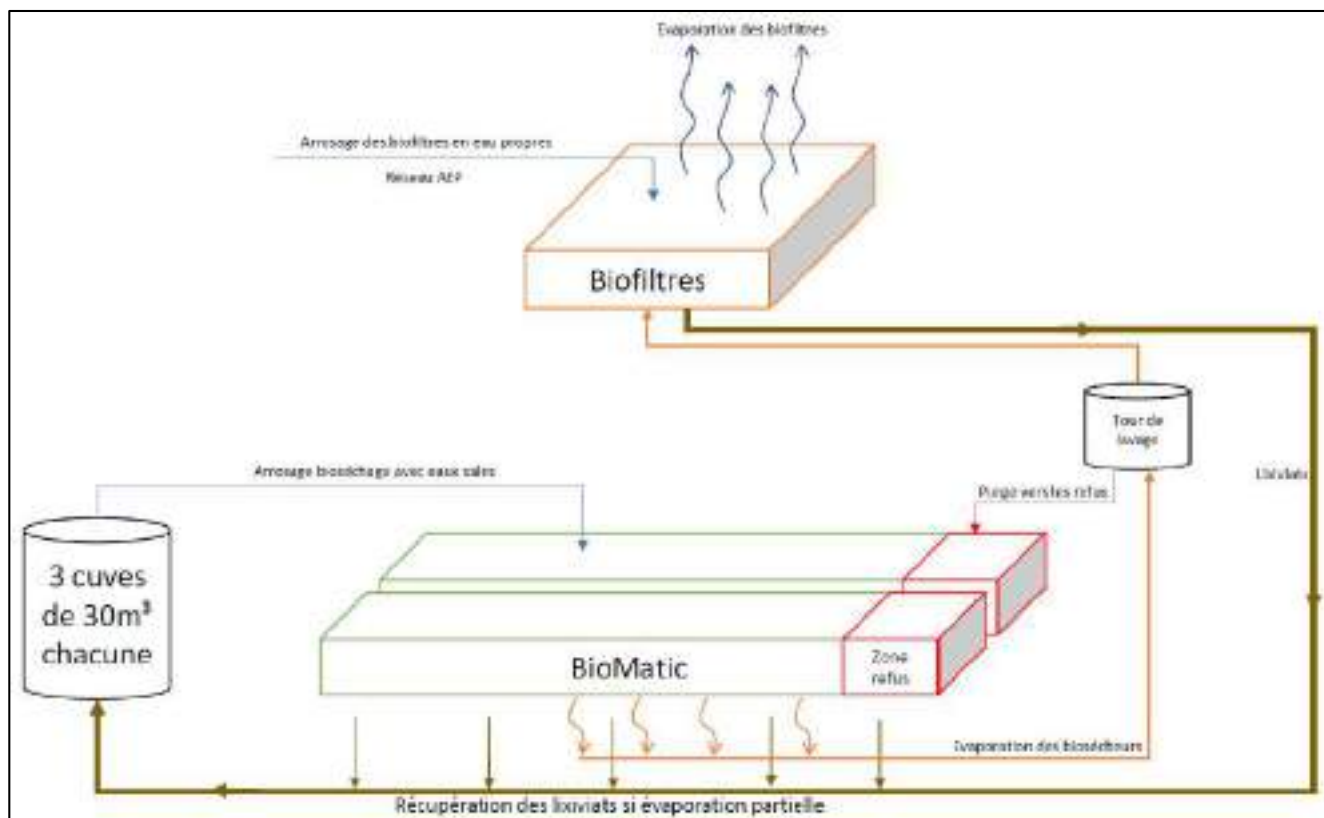 Evaporation des biofiltres
Arrosage des biofiltres en eau propres
Réseau AEP
Biofiltres
Tour de
lavage
Arrosage bioséchage avec eaux sales
Purge vers les refus
3 cuves
de 30m³
chacune
BioMatic
Zone
refus
Evaporation des biosécheurs
Récupération des lixiviats si évaporation partielle